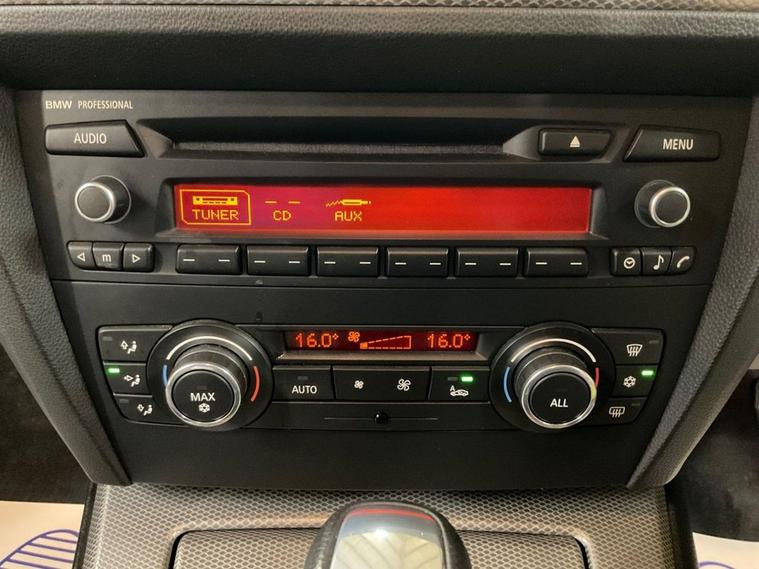 BMW PROFESSIONAL
AUDIO
MENU
TUNER
CD
AUX
m
16.0°
16.0°
AUTO
A
MAX
ALL